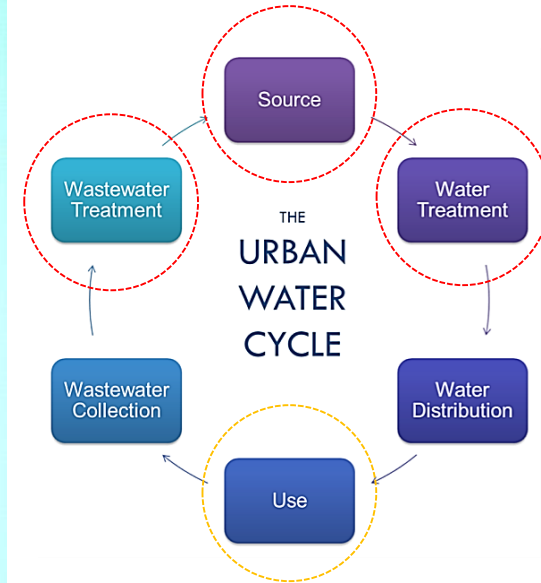 Source
Wastewater
Treatment
Water
Treatment
THE
URBAN
WATER
CYCLE
Wastewater
Collection
Water
Distribution
Use